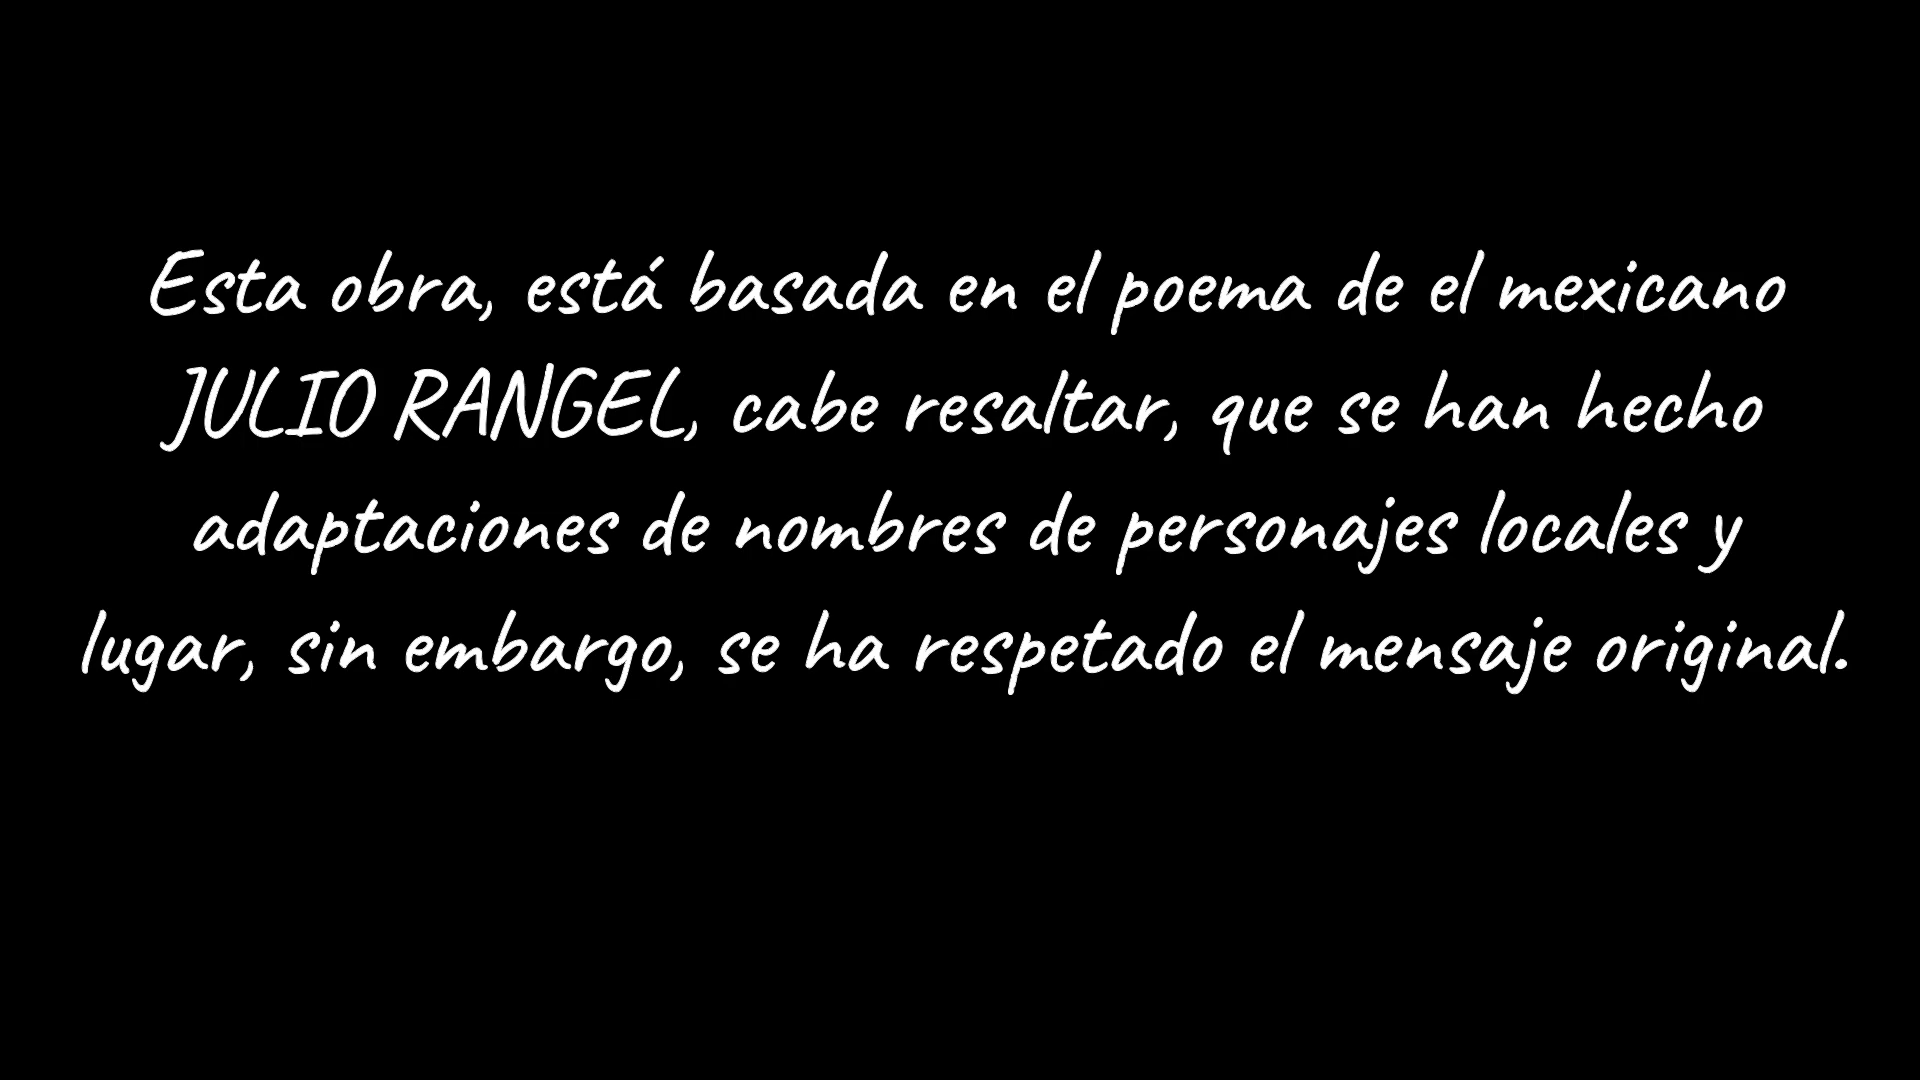 Esta obra, está basada en el poema de el mexicano
JULIO RANGEL, cabe resaltar, que se han hecho
adaptaciones de nombres de personajes locales y
lugar, sin embargo, se ha respetado el mensaje original.